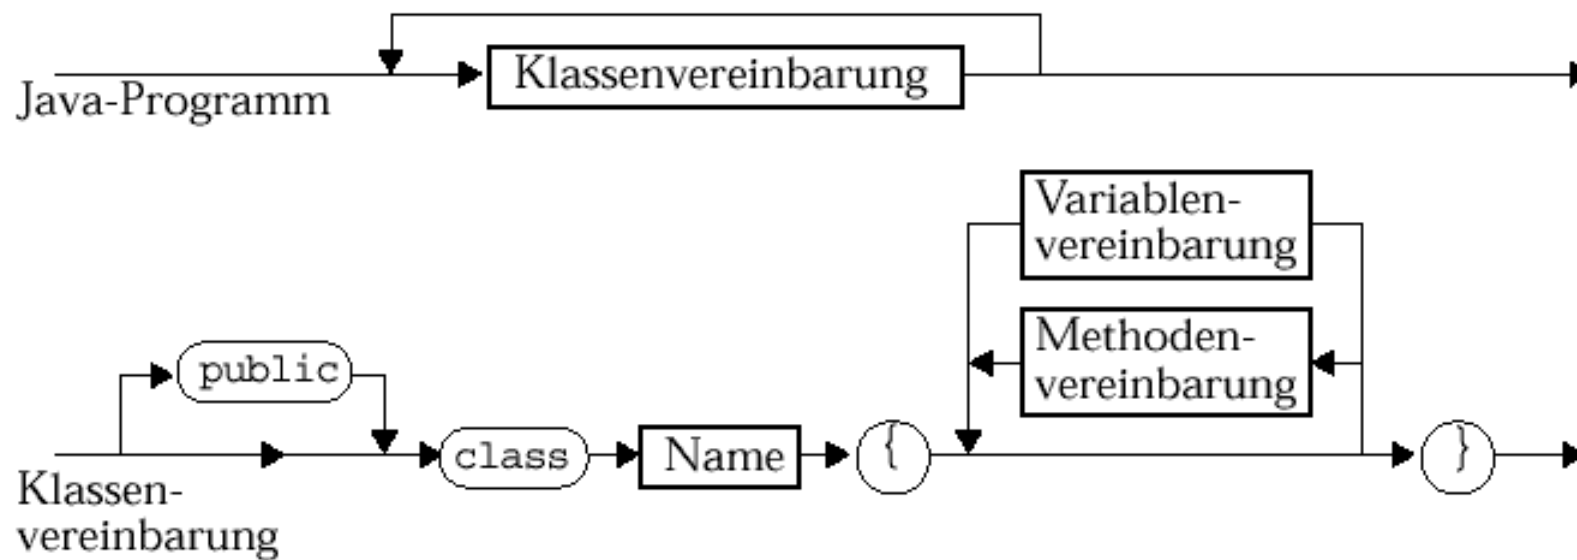 Klassenvereinbarung
Java-Programm
Variablen-
vereinbarung
Methoden-
vereinbarung
public
class
Name
{
}
Klassen-
vereinbarung